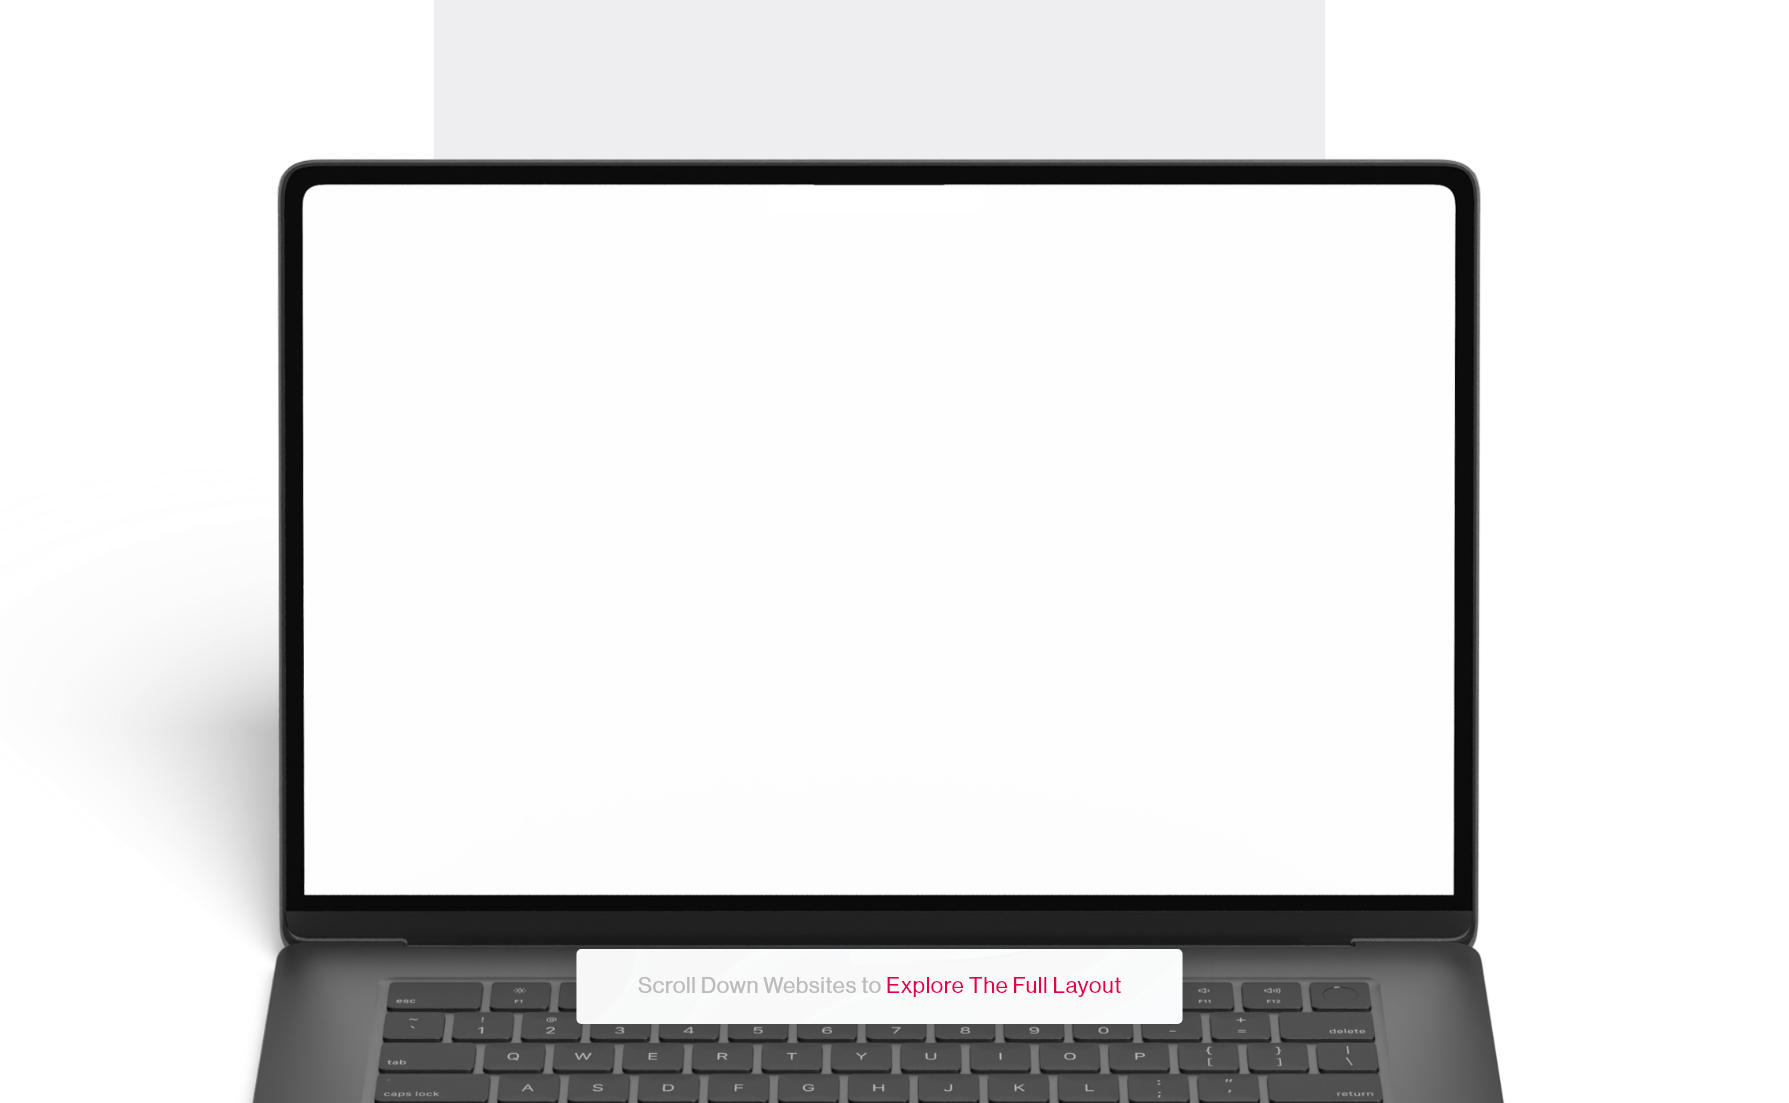 Scroll Down Websites to Explore The Full Layout
esc F1 F11 F12
~ ` ! 1 @ 2 3 4 5 6 7 8 9 0 - + = delete
tab Q W E R T Y U I O P { [ } ] | \
caps lock A S D F G H J K L : ; " ' return